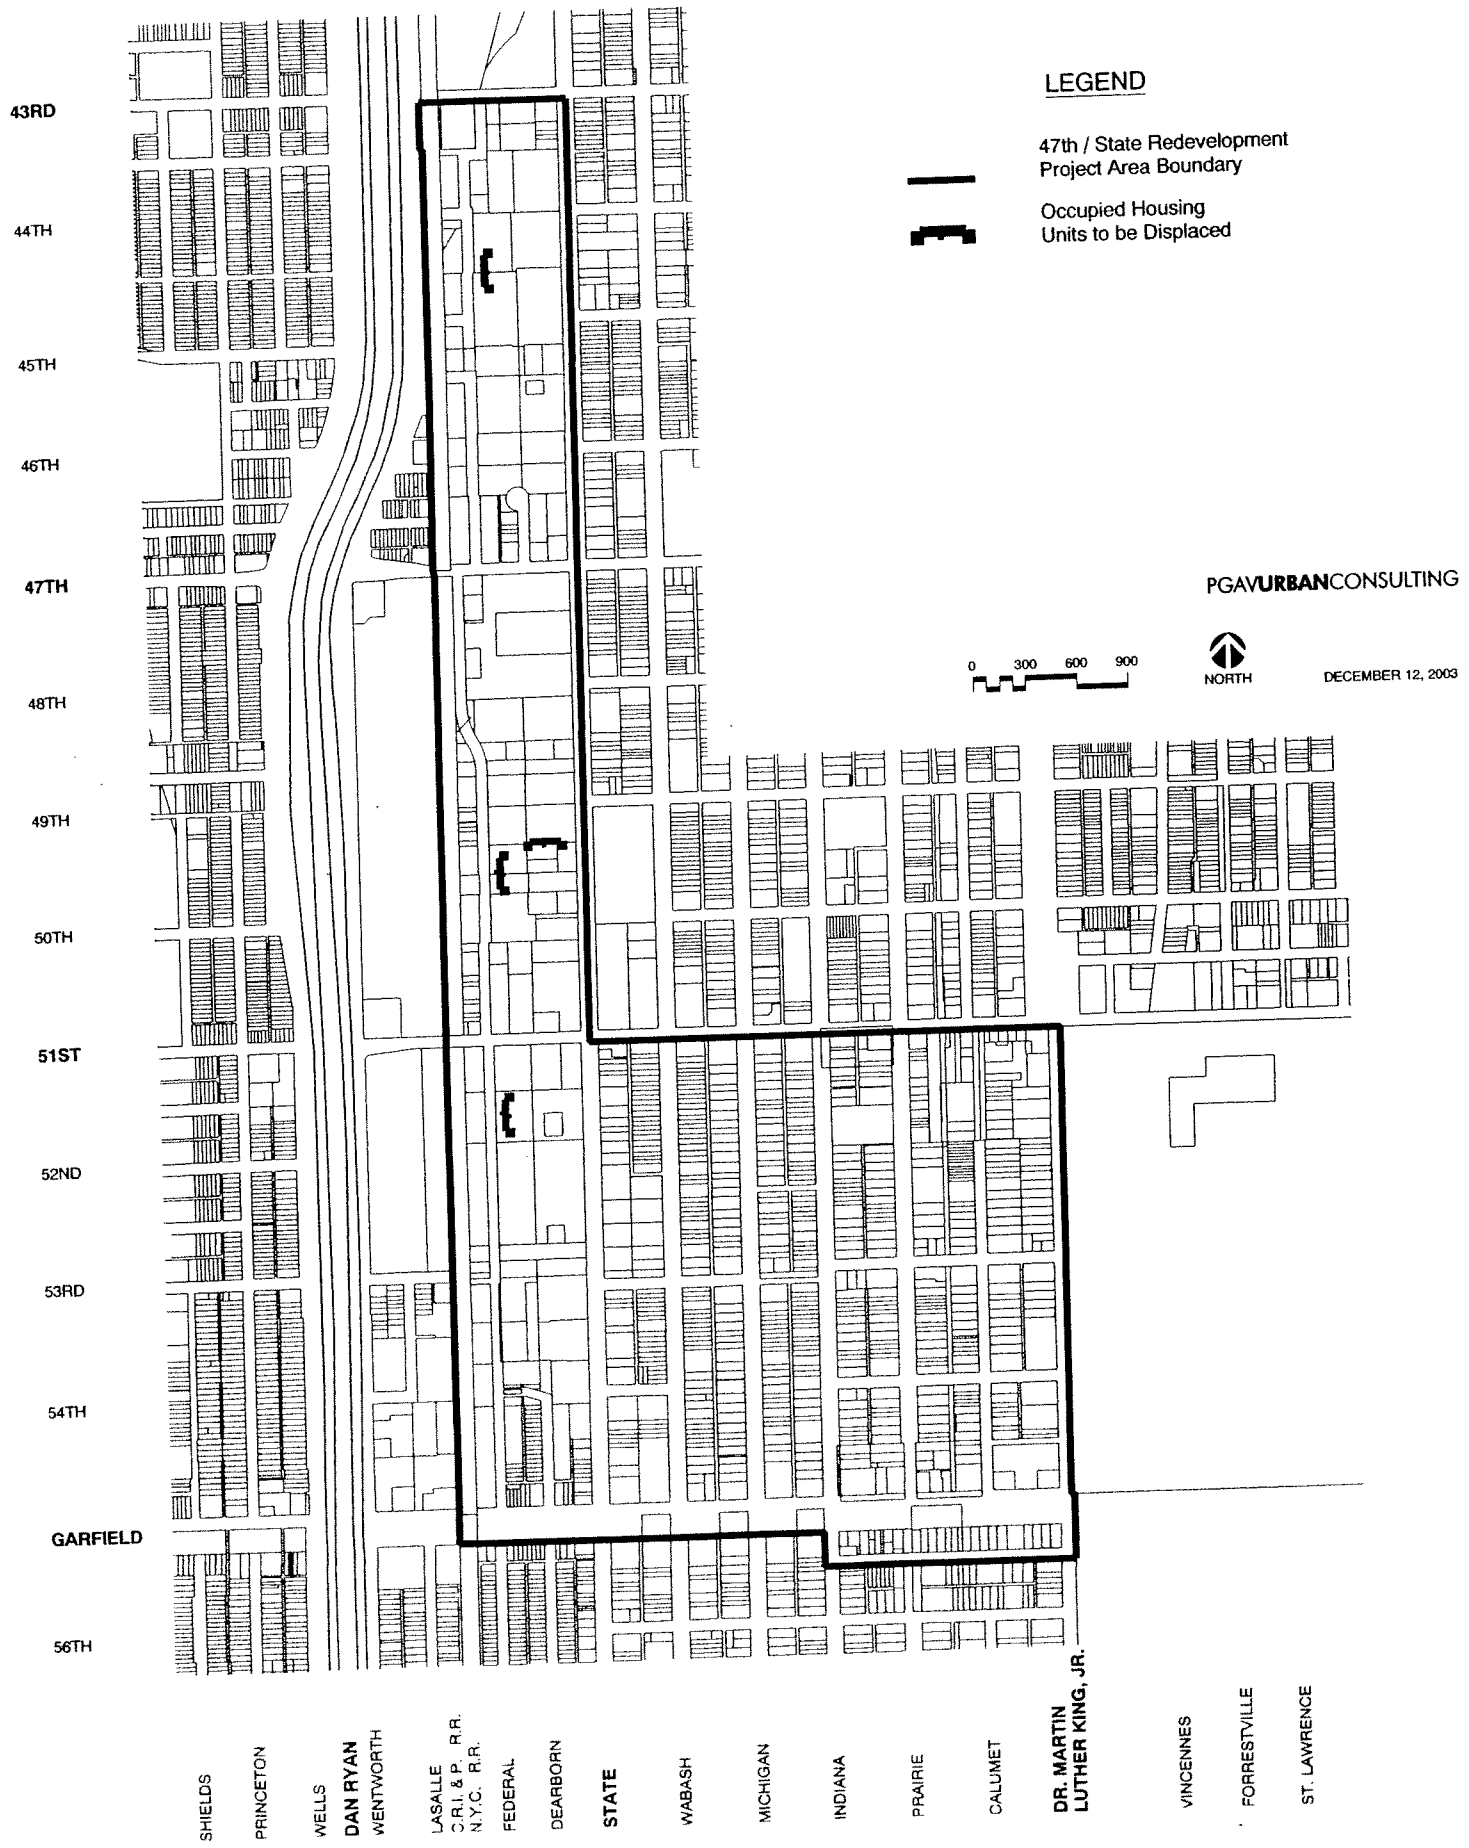 LEGEND
47th / State Redevelopment
Project Area Boundary
Occupied Housing
Units to be Displaced
43RD
44TH
45TH
46TH
47TH
48TH
49TH
50TH
51ST
52ND
53RD
54TH
GARFIELD
56TH
PGAVURBANCONSULTING
0 300 600 900
NORTH
DECEMBER 12, 2003
SHIELDS
PRINCETON
WELLS
DAN RYAN
WENTWORTH
LASALLE
C.R.I. & P. R.R.
N.Y.C. R.R.
FEDERAL
DEARBORN
STATE
WABASH
MICHIGAN
INDIANA
PRAIRIE
CALUMET
DR. MARTIN
LUTHER KING, JR.
VINCENNES
FORRESTVILLE
ST. LAWRENCE